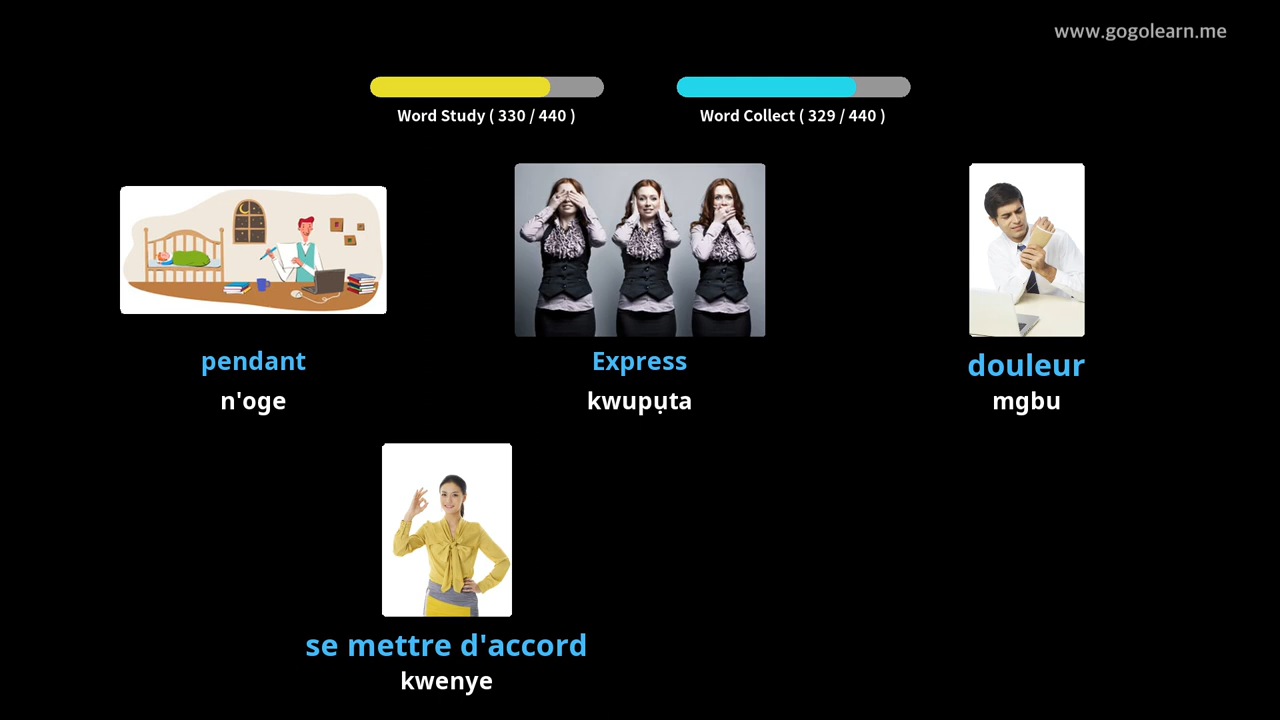 www.gogolearn.me
Word Study ( 330 / 440 )
Word Collect ( 329 / 440 )
pendant
n'oge
Express
kwupụta
douleur
mgbu
se mettre d'accord
kwenye